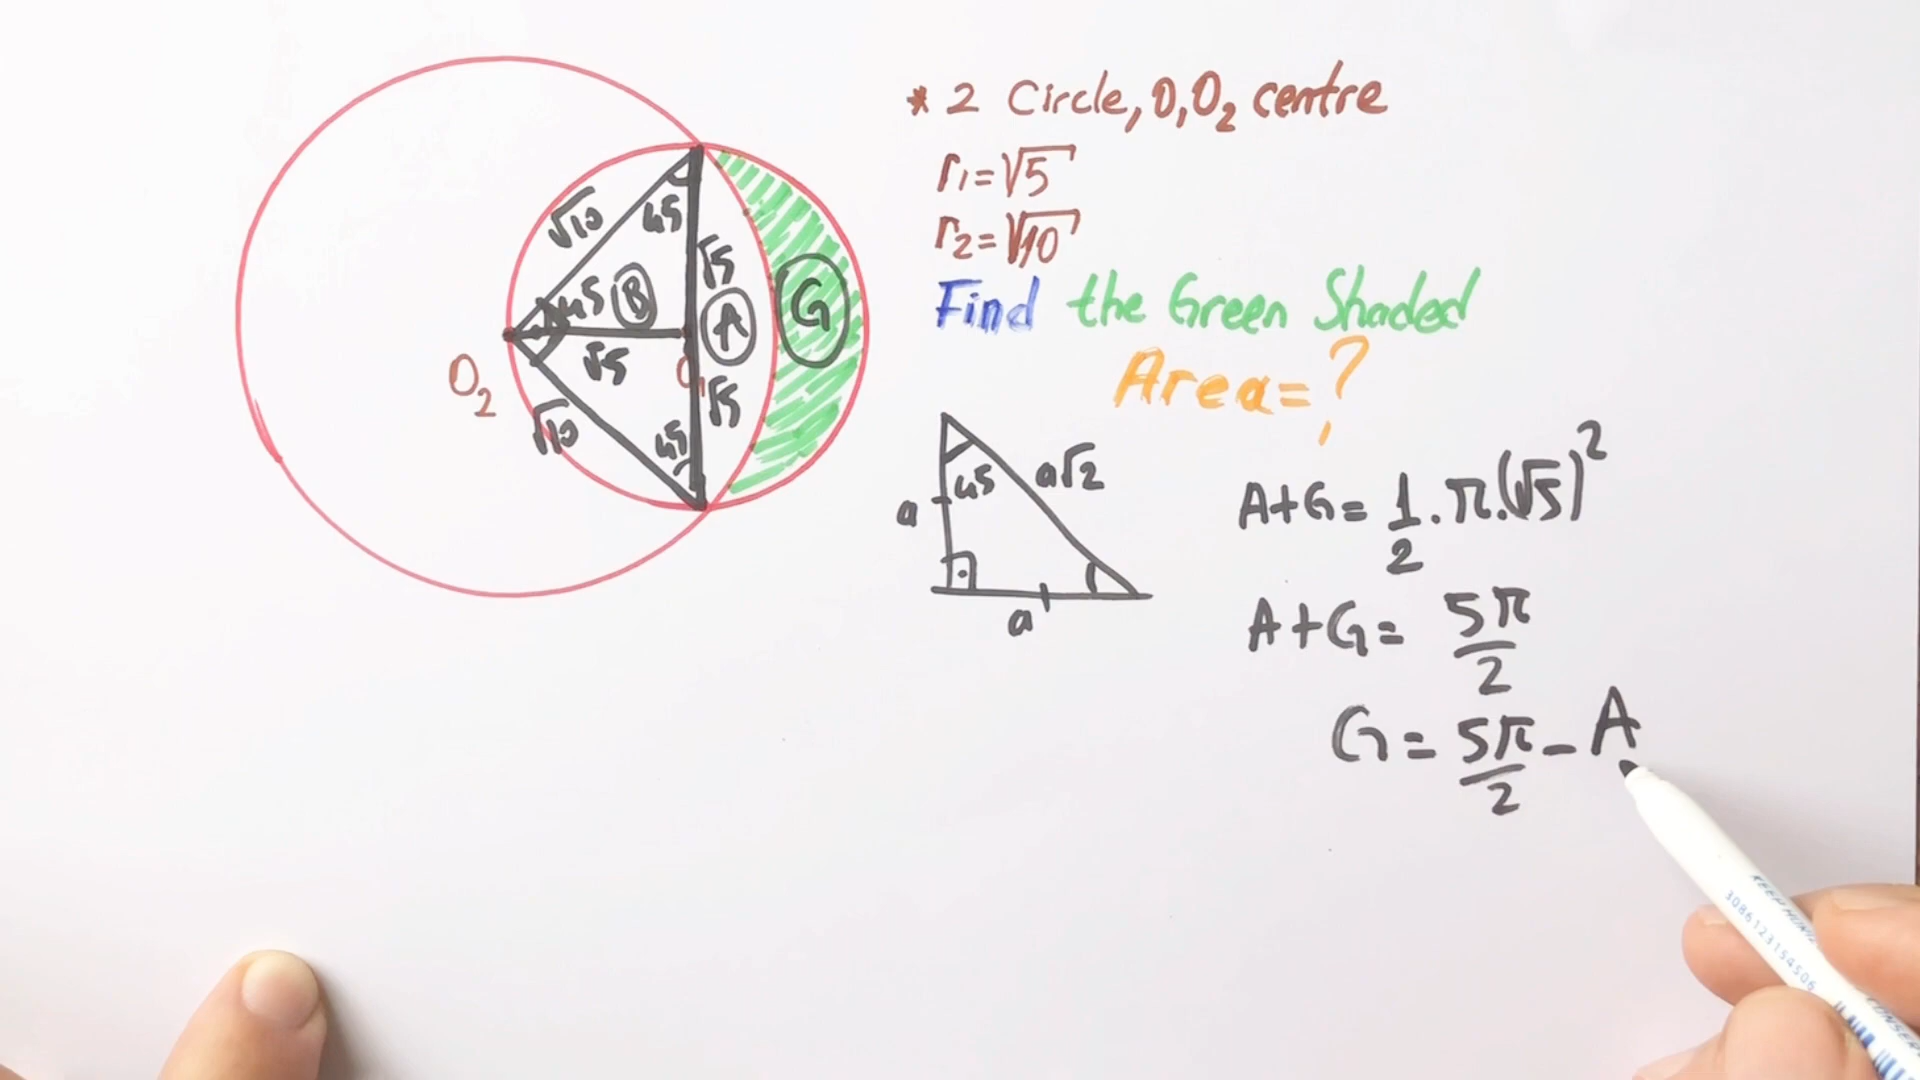 * 2 Circle, O, O₂ centre
r₁=√5
r₂=√10
Find the Green Shaded
Area=?
√10
45
√5
45
B
A
G
√5
O₂
√5
√10
45
45
a√2
a
a
A+G= 1/2 . π.(√5)²
A+G= 5π/2
G= 5π/2 - A
3086123154506